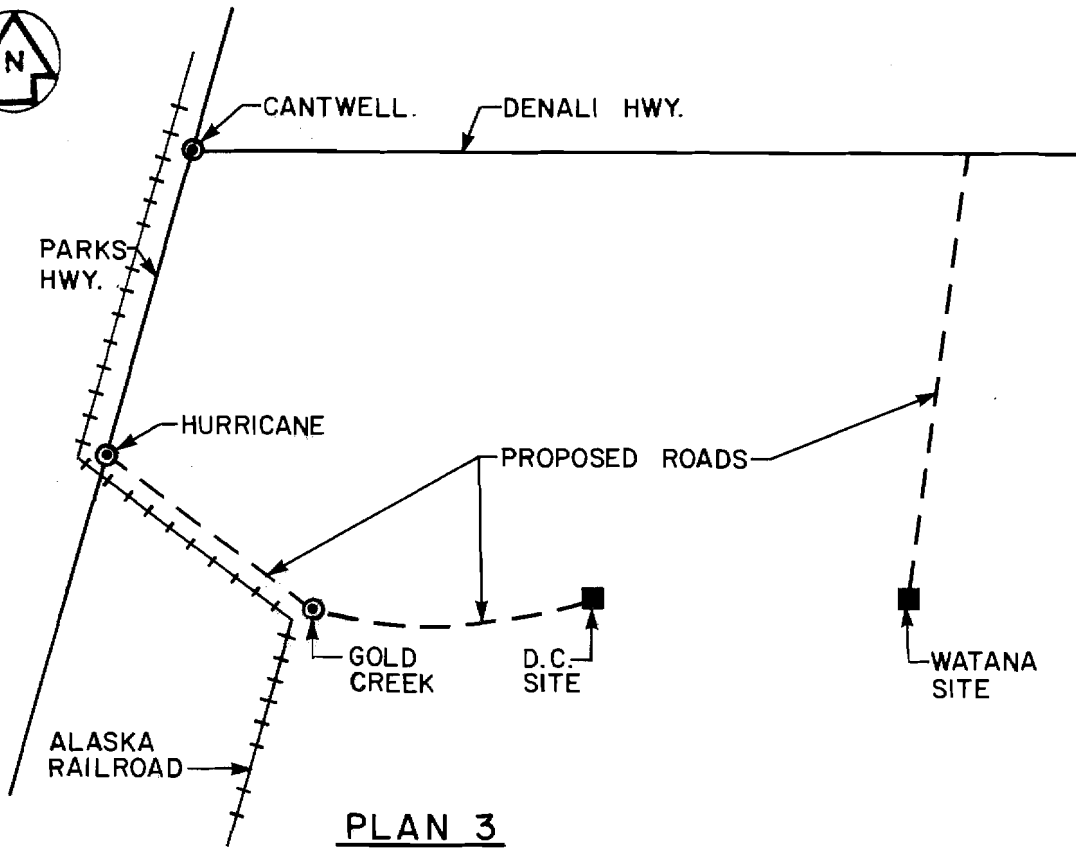 N
CANTWELL.
DENALI HWY.
PARKS
HWY.
HURRICANE
PROPOSED ROADS
GOLD
CREEK
D.C.
SITE
WATANA
SITE
ALASKA
RAILROAD
PLAN 3